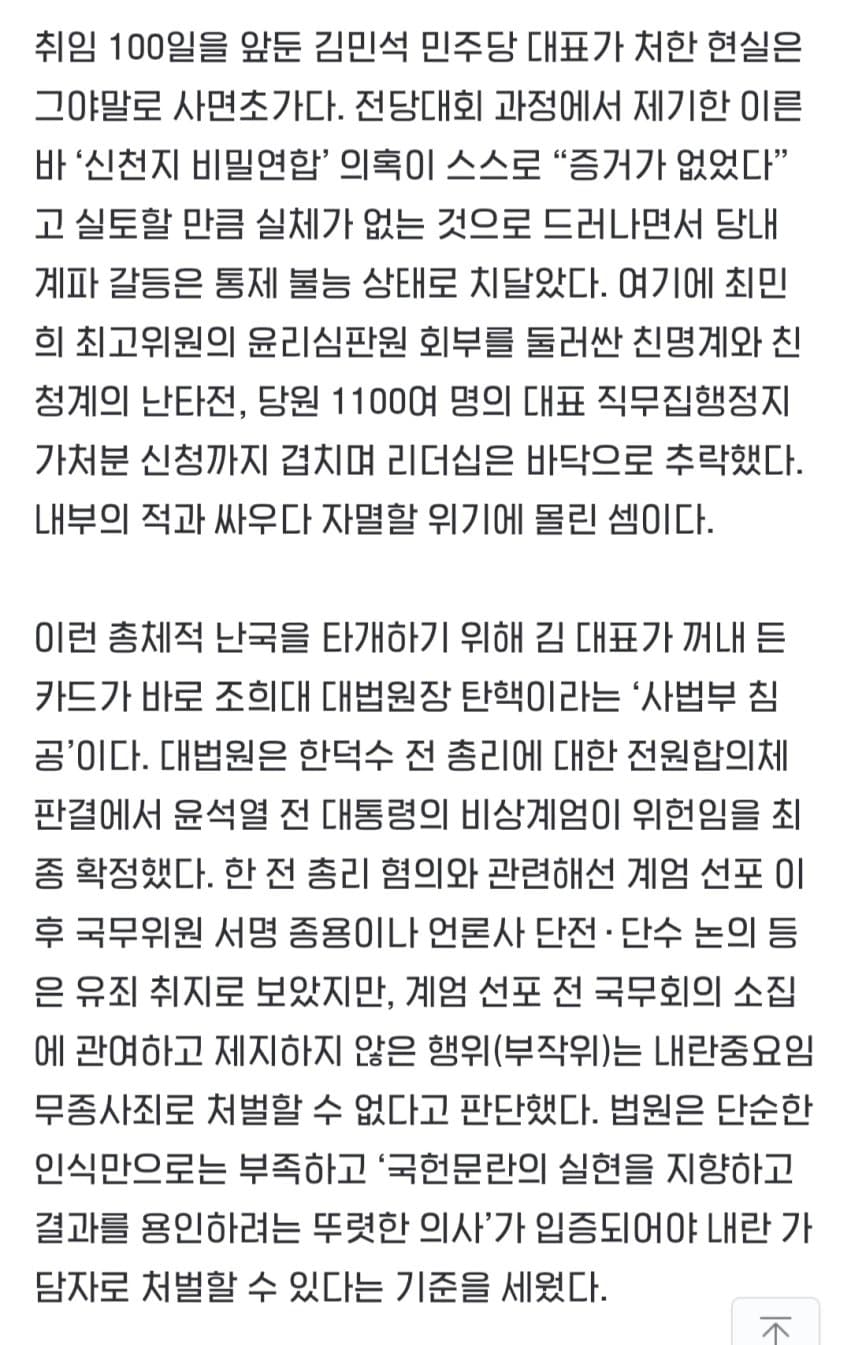 취임 100일을 앞둔 김민석 민주당 대표가 처한 현실은
그야말로 사면초가다. 전당대회 과정에서 제기한 이른
바 ‘신천지 비밀연합’ 의혹이 스스로 “증거가 없었다”
고 실토할 만큼 실체가 없는 것으로 드러나면서 당내
계파 갈등은 통제 불능 상태로 치달았다. 여기에 최민
희 최고위원의 윤리심판원 회부를 둘러싼 친명계와 친
청계의 난타전, 당원 1100여 명의 대표 직무집행정지
가처분 신청까지 겹치며 리더십은 바닥으로 추락했다.
내부의 적과 싸우다 자멸할 위기에 몰린 셈이다.
이런 총체적 난국을 타개하기 위해 김 대표가 꺼내 든
카드가 바로 조희대 대법원장 탄핵이라는 ‘사법부 침
공’이다. 대법원은 한덕수 전 총리에 대한 전원합의체
판결에서 윤석열 전 대통령의 비상계엄이 위헌임을 최
종 확정했다. 한 전 총리 혐의와 관련해선 계엄 선포 이
후 국무위원 서명 종용이나 언론사 단전·단수 논의 등
은 유죄 취지로 보았지만, 계엄 선포 전 국무회의 소집
에 관여하고 제지하지 않은 행위(부작위)는 내란중요임
무종사죄로 처벌할 수 없다고 판단했다. 법원은 단순한
인식만으로는 부족하고 ‘국헌문란의 실현을 지향하고
결과를 용인하려는 뚜렷한 의사’가 입증되어야 내란 가
담자로 처벌할 수 있다는 기준을 세웠다.